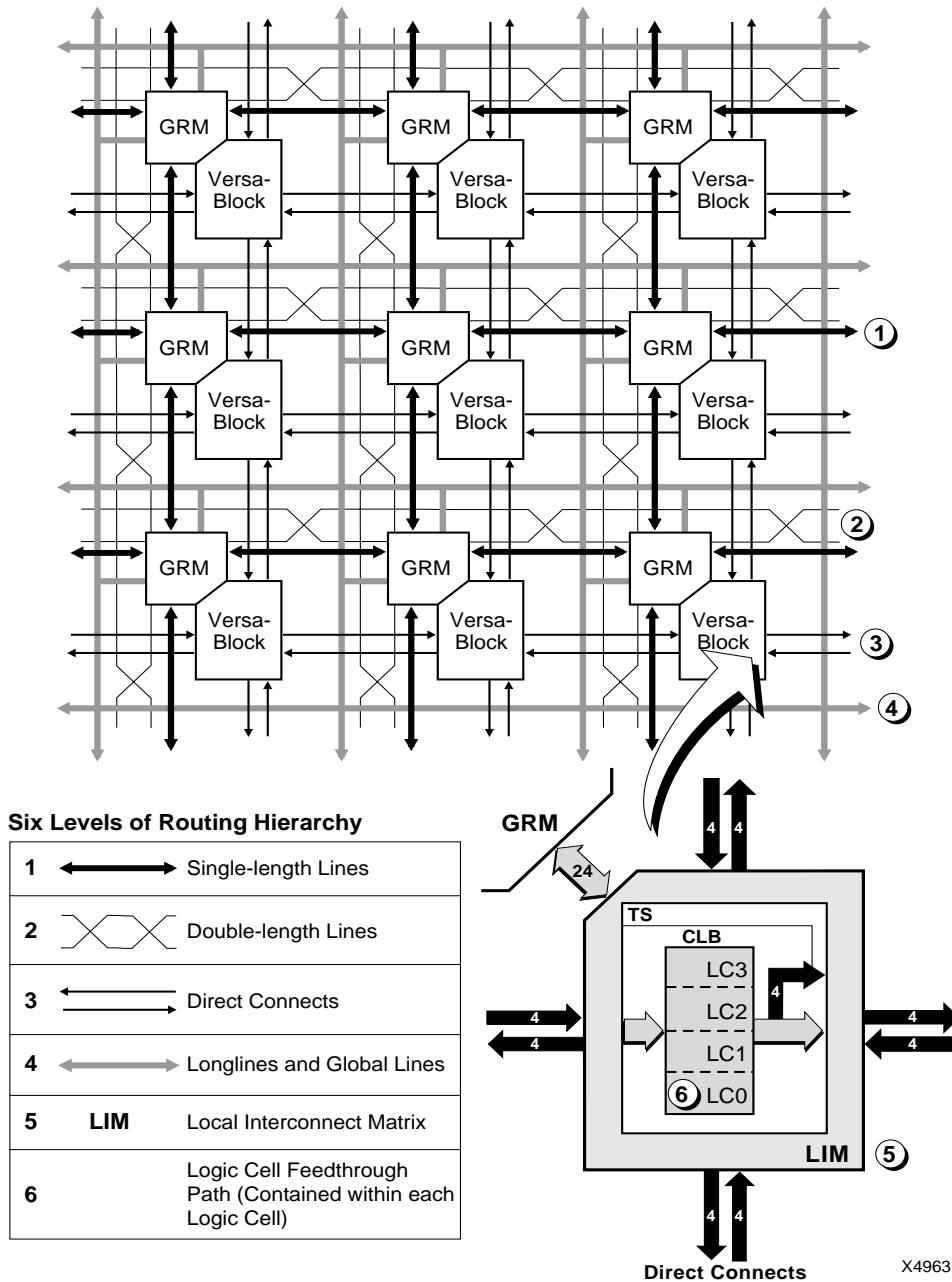 GRM GRM GRM
Versa- Versa- Versa-
Block Block Block
1
GRM GRM GRM
Versa- Versa- Versa-
Block Block Block
2
GRM GRM GRM
Versa- Versa- Versa-
Block Block Block
3
4
Six Levels of Routing Hierarchy
1 Single-length Lines
2 Double-length Lines
3 Direct Connects
4 Longlines and Global Lines
5 LIM Local Interconnect Matrix
6 Logic Cell Feedthrough
Path (Contained within each
Logic Cell)
GRM
24
4 4
TS
CLB
LC3
4
LC2
4 4
LC1
4 4
6 LC0
LIM 5
4 4
Direct Connects
X4963